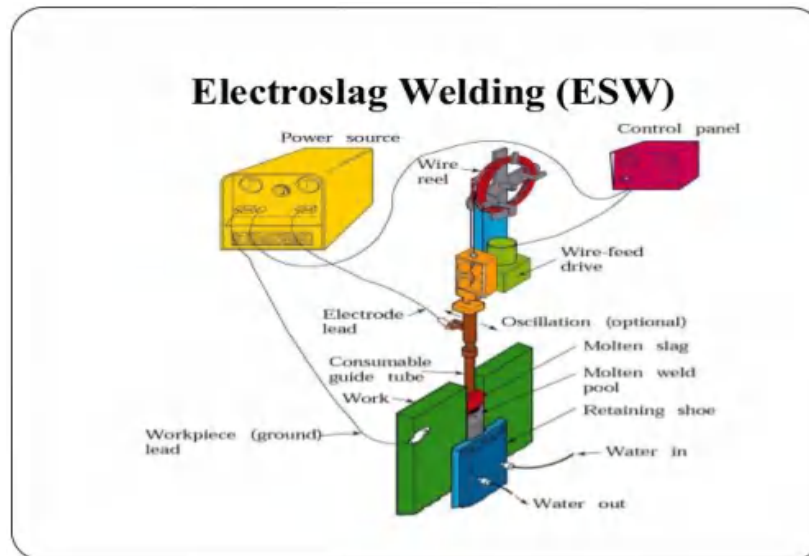 Electroslag Welding (ESW)
Power source
Control panel
Wire
reel
Wire-feed
drive
Electrode
lead
Oscillation (optional)
Molten slag
Consumable
guide tube
Molten weld
pool
Work
Retaining shoe
Workpiece (ground)
lead
Water in
Water out